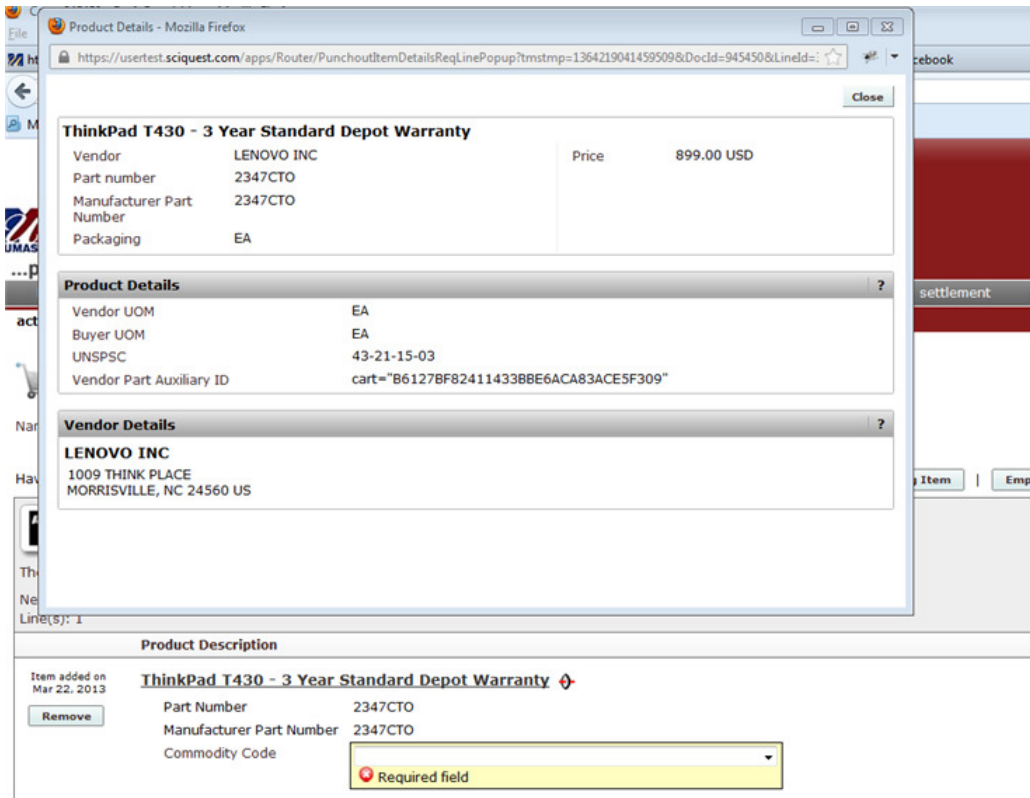 Product Details - Mozilla Firefox
File
https://usertest.sciquest.com/apps/Router/PunchoutItemDetailsReqLinePopup?tmstmp=1364219041459509&DocId=945450&LineId=
Close
ThinkPad T430 - 3 Year Standard Depot Warranty
Vendor LENOVO INC Price 899.00 USD
Part number 2347CTO
Manufacturer Part Number 2347CTO
Packaging EA
Product Details ?
settlement
Vendor UOM EA
Buyer UOM EA
UNSPSC 43-21-15-03
Vendor Part Auxiliary ID cart="B6127BF82411433BBE6ACA83ACE5F309"
Vendor Details ?
LENOVO INC
1009 THINK PLACE
MORRISVILLE, NC 24560 US
Item | Emp
Line(s): 1
Product Description
Item added on
Mar 22, 2013
Remove
ThinkPad T430 - 3 Year Standard Depot Warranty
Part Number 2347CTO
Manufacturer Part Number 2347CTO
Commodity Code
Required field